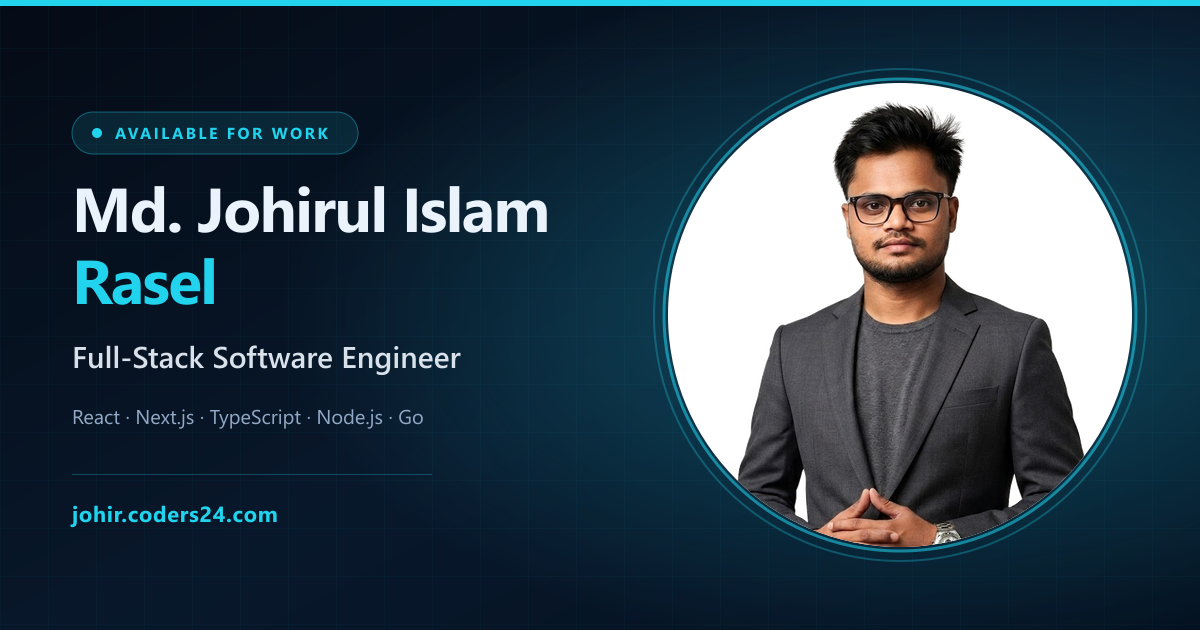 AVAILABLE FOR WORK
Md. Johirul Islam
Rasel
Full-Stack Software Engineer
React · Next.js · TypeScript · Node.js · Go
johir.coders24.com